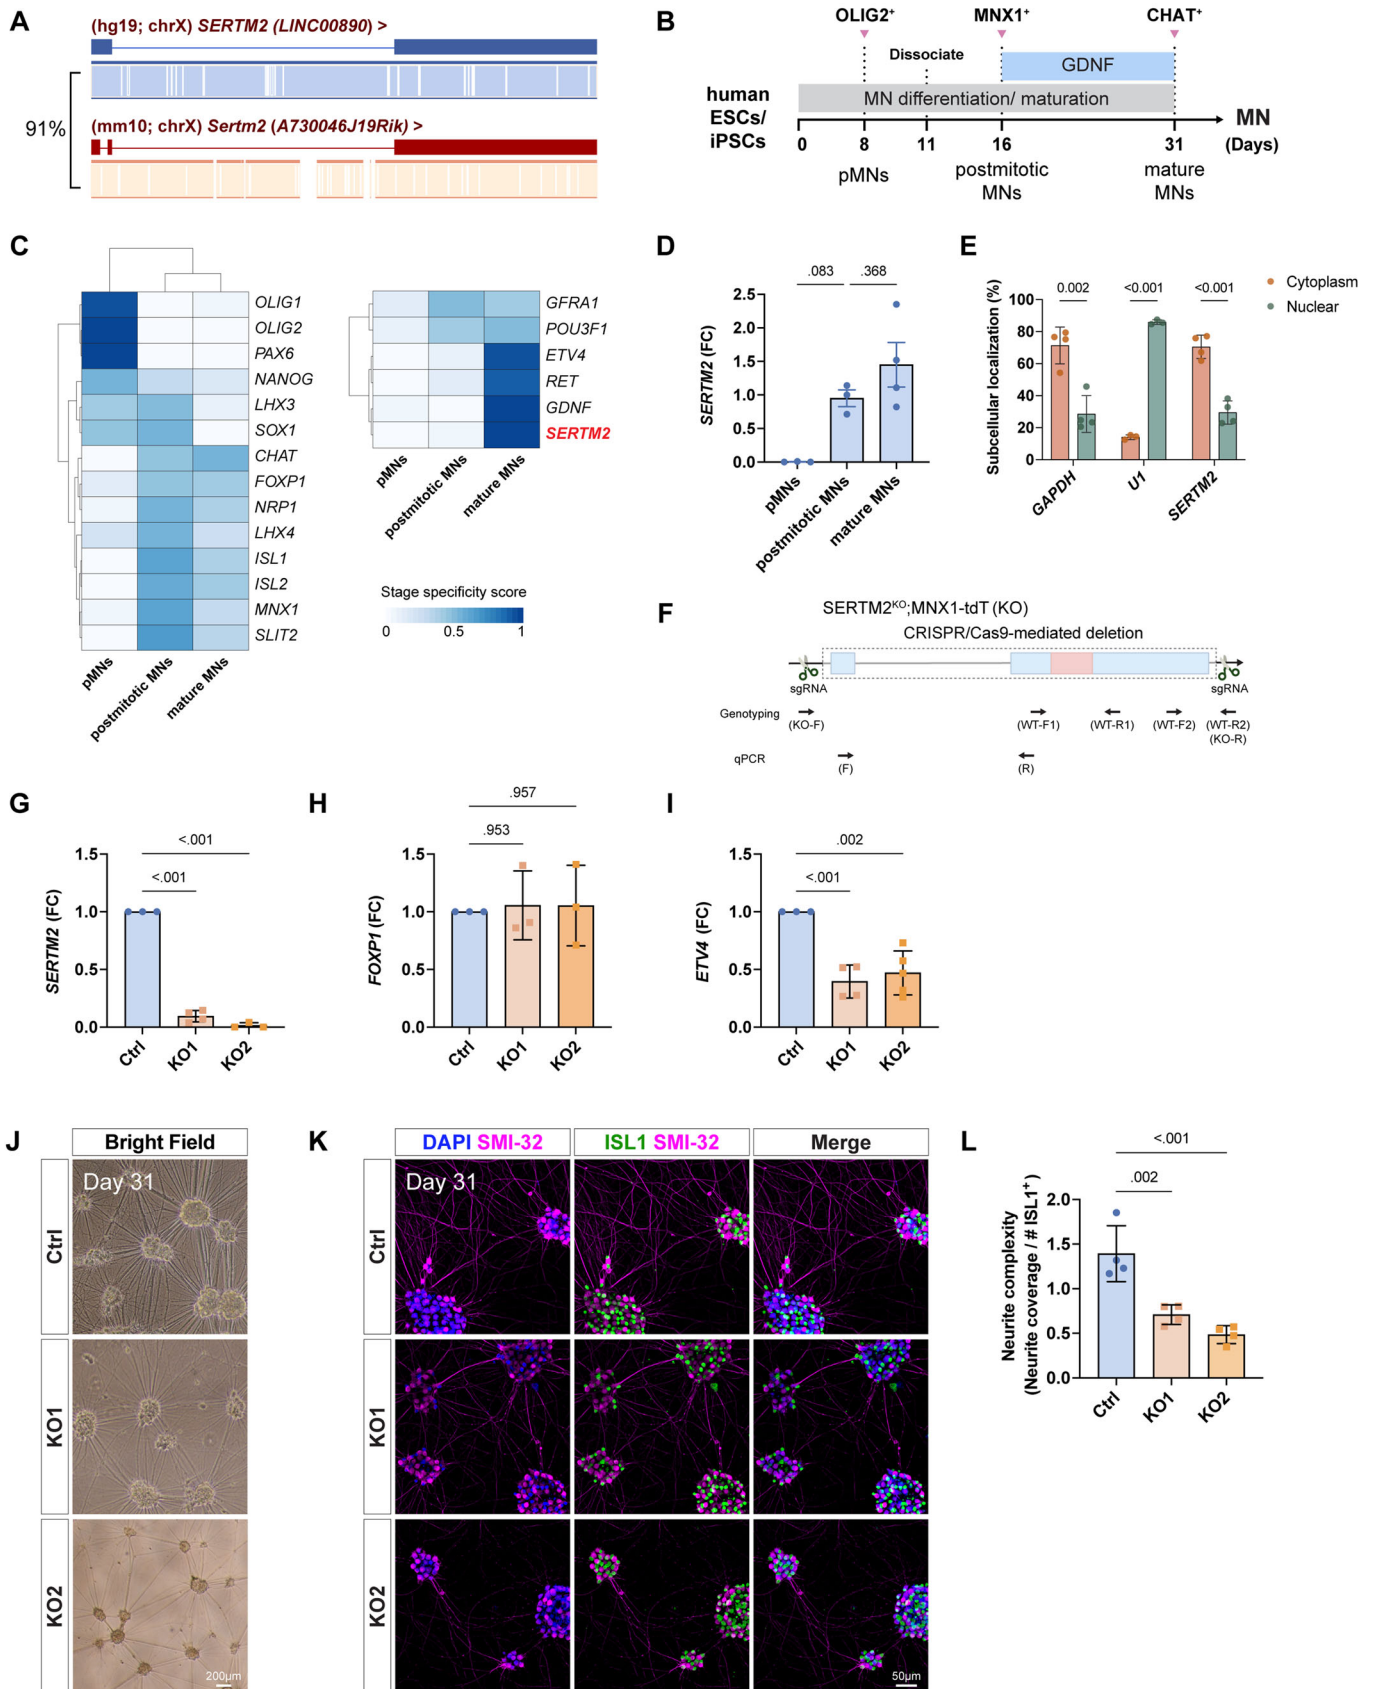 A
(hg19; chrX) SERTM2 (LINC00890) >
91%
(mm10; chrX) Sertm2 (A730046J19Rik) >
B
OLIG2⁺
MNX1⁺
CHAT⁺
Dissociate
GDNF
human
ESCs/
iPSCs
MN differentiation/ maturation
MN
0
8
11
16
31
(Days)
pMNs
postmitotic
MNs
mature
MNs
C
OLIG1
OLIG2
PAX6
NANOG
LHX3
SOX1
CHAT
FOXP1
NRP1
LHX4
ISL1
ISL2
MNX1
SLIT2
pMNs
postmitotic MNs
mature MNs
GFRA1
POU3F1
ETV4
RET
GDNF
SERTM2
pMNs
postmitotic MNs
mature MNs
Stage specificity score
0
0.5
1
D
.083
.368
SERTM2 (FC)
2.5
2.0
1.5
1.0
0.5
0.0
pMNs
postmitotic MNs
mature MNs
E
Cytoplasm
Nuclear
0.002
<0.001
<0.001
Subcellular localization (%)
100
80
60
40
20
0
GAPDH
U1
SERTM2
F
SERTM2ᴷᴼ;MNX1-tdT (KO)
CRISPR/Cas9-mediated deletion
sgRNA
sgRNA
Genotyping
(KO-F)
(WT-F1)
(WT-R1)
(WT-F2)
(WT-R2)
(KO-R)
qPCR
(F)
(R)
G
<.001
<.001
SERTM2 (FC)
1.5
1.0
0.5
0.0
Ctrl
KO1
KO2
H
.957
.953
FOXP1 (FC)
1.5
1.0
0.5
0.0
Ctrl
KO1
KO2
I
.002
<.001
ETV4 (FC)
1.5
1.0
0.5
0.0
Ctrl
KO1
KO2
J
Bright Field
Ctrl
Day 31
KO1
KO2
200μm
K
DAPI SMI-32
ISL1 SMI-32
Merge
Ctrl
Day 31
KO1
KO2
50μm
L
<.001
.002
Neurite complexity
(Neurite coverage / # ISL1⁺)
2.0
1.5
1.0
0.5
0.0
Ctrl
KO1
KO2